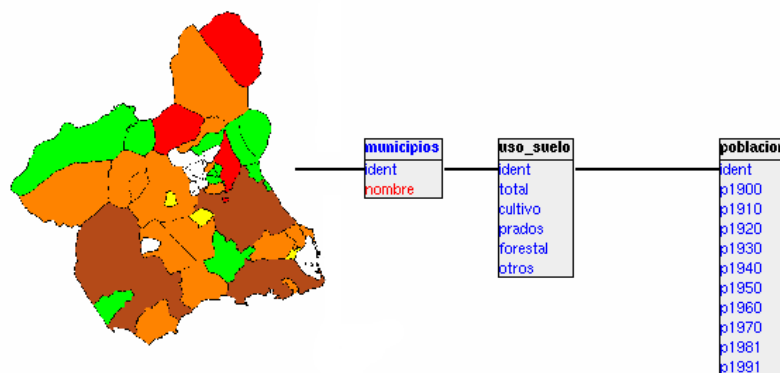 municipios
ident
nombre
uso_suelo
ident
total
cultivo
prados
forestal
otros
poblacion
ident
p1900
p1910
p1920
p1930
p1940
p1950
p1960
p1970
p1981
p1991